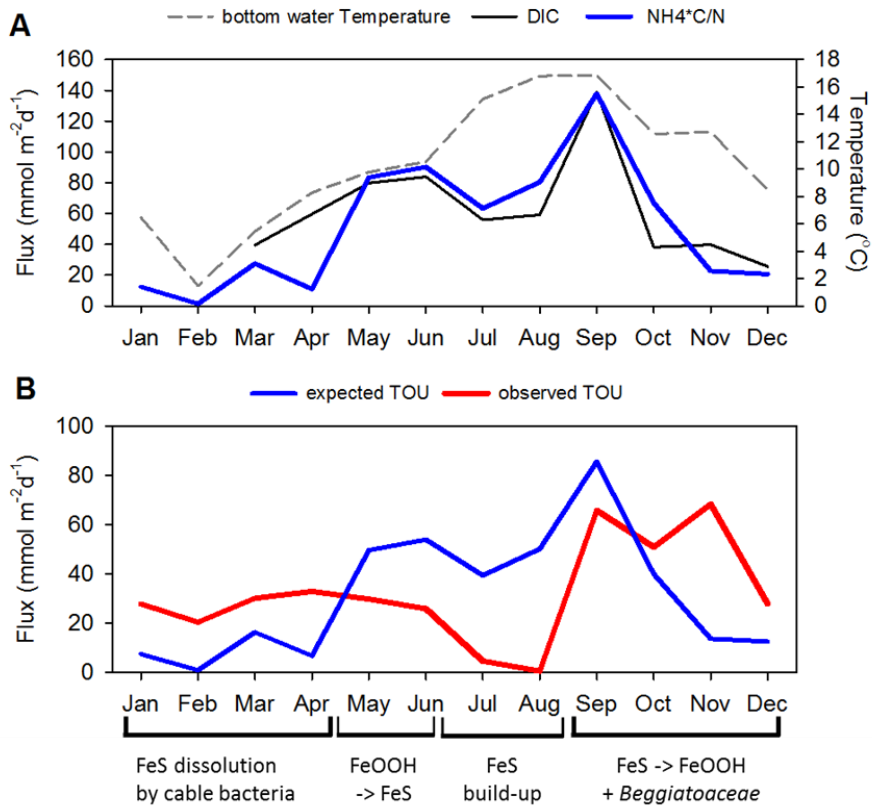 A
bottom water Temperature DIC NH4*C/N
160 18
140 16
120 14
100 12
80 10
60 8
40 6
20 4
0 2
0
Flux (mmol m-2d-1)
Temperature (oC)
Jan Feb Mar Apr May Jun Jul Aug Sep Oct Nov Dec
B
expected TOU observed TOU
100
80
60
40
20
0
Flux (mmol m-2d-1)
Jan Feb Mar Apr May Jun Jul Aug Sep Oct Nov Dec
FeS dissolution FeOOH FeS FeS -> FeOOH
by cable bacteria -> FeS build-up + Beggiatoaceae